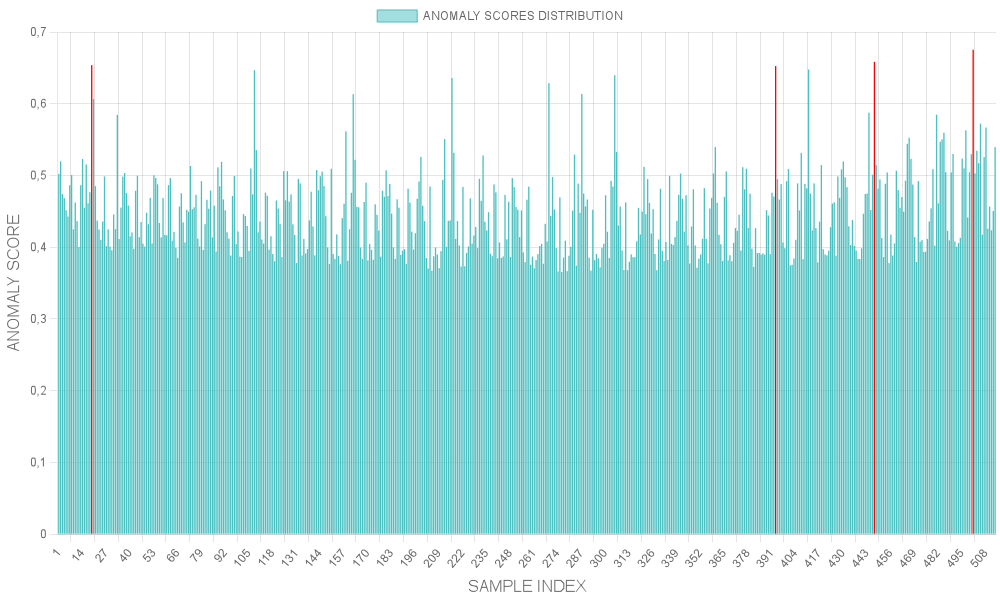 ANOMALY SCORES DISTRIBUTION
ANOMALY SCORE
0,7
0,6
0,5
0,4
0,3
0,2
0,1
0
1 14 27 40 53 66 79 92 105 118 131 144 157 170 183 196 209 222 235 248 261 274 287 300 313 326 339 352 365 378 391 404 417 430 443 456 469 482 495 508
SAMPLE INDEX